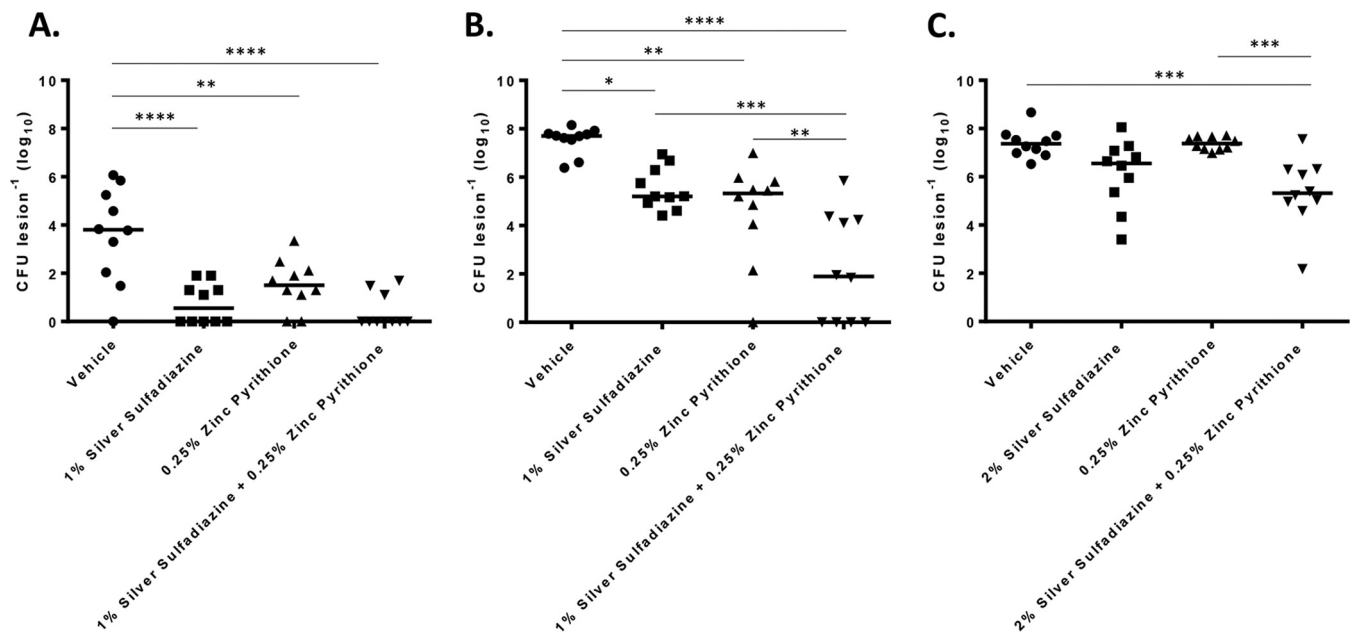 A.
****
**
****
CFU lesion⁻¹ (log₁₀)
10
8
6
4
2
0
Vehicle
1% Silver Sulfadiazine
0.25% Zinc Pyrithione
1% Silver Sulfadiazine + 0.25% Zinc Pyrithione
B.
****
**
*
***
**
CFU lesion⁻¹ (log₁₀)
10
8
6
4
2
0
Vehicle
1% Silver Sulfadiazine
0.25% Zinc Pyrithione
1% Silver Sulfadiazine + 0.25% Zinc Pyrithione
C.
***
***
CFU lesion⁻¹ (log₁₀)
10
8
6
4
2
0
Vehicle
2% Silver Sulfadiazine
0.25% Zinc Pyrithione
2% Silver Sulfadiazine + 0.25% Zinc Pyrithione